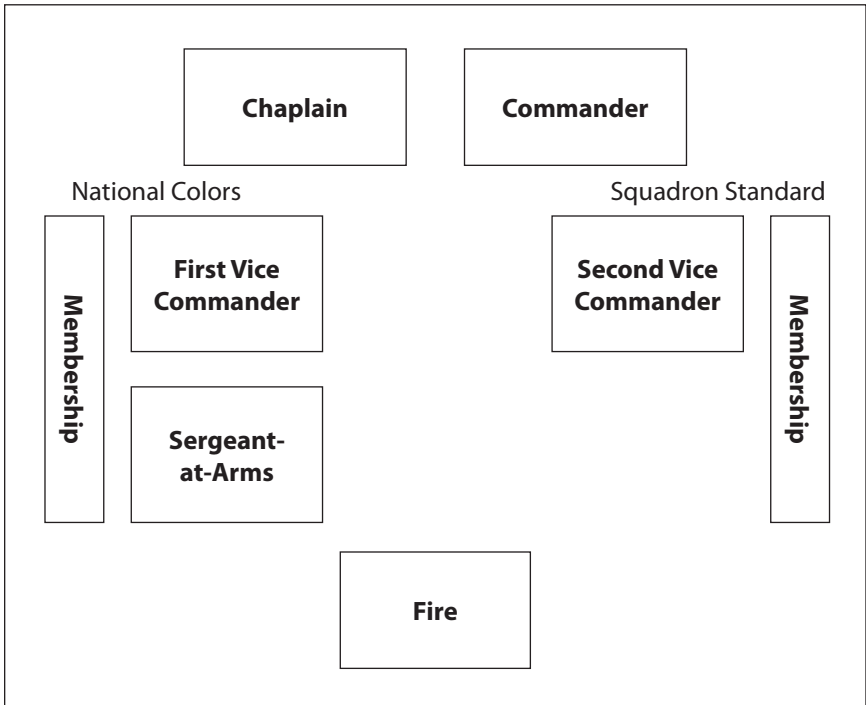 Chaplain
Commander
National Colors
Squadron Standard
Membership
First Vice
Commander
Second Vice
Commander
Membership
Sergeant-
at-Arms
Fire